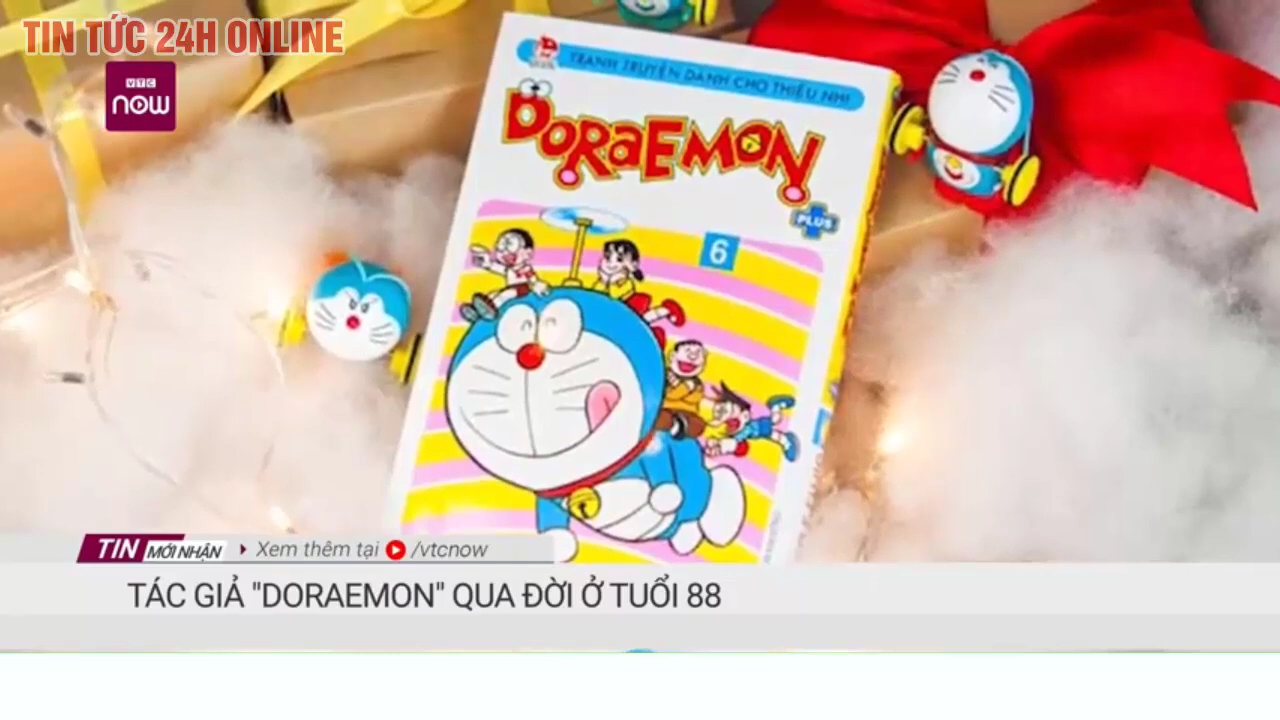 TIN TỨC 24H ONLINE
VTC
NOW
TRANH TRUYỆN DÀNH CHO THIẾU NHI
DORAEMON
PLUS
6
TIN MỚI NHẬN Xem thêm tại /vtcnow
TÁC GIẢ "DORAEMON" QUA ĐỜI Ở TUỔI 88